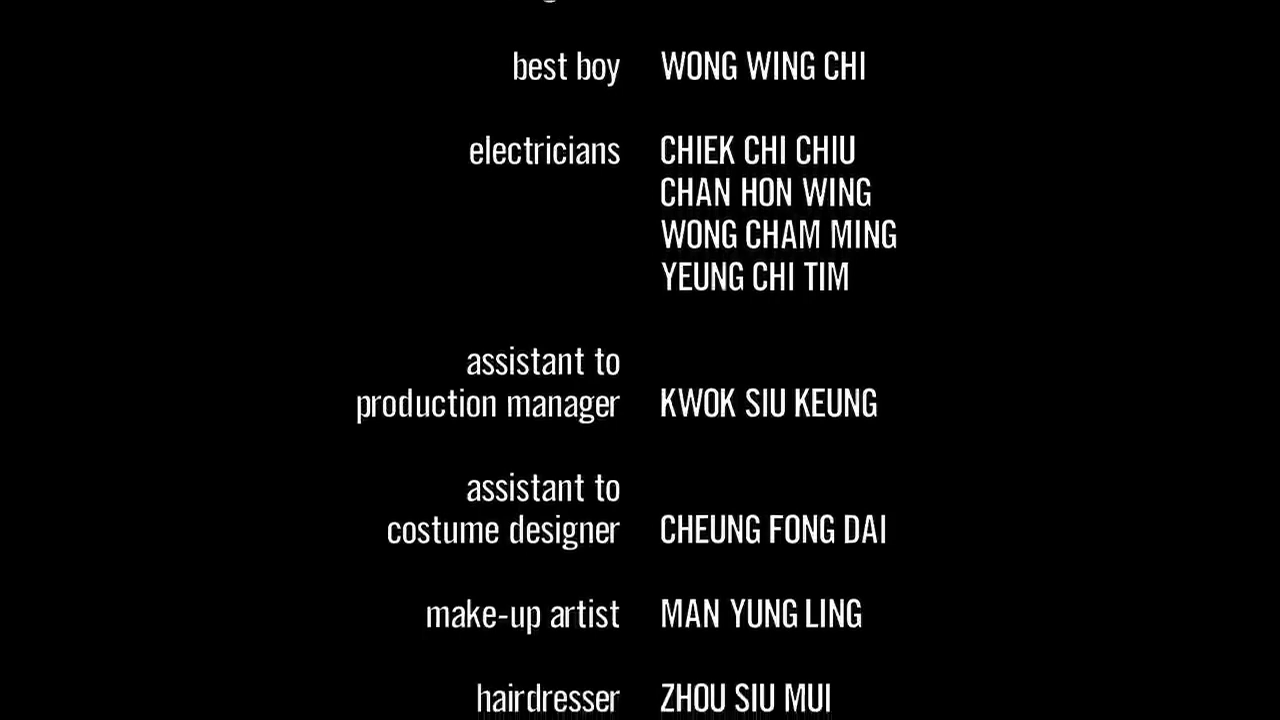 best boy WONG WING CHI
electricians CHIEK CHI CHIU
CHAN HON WING
WONG CHAM MING
YEUNG CHI TIM
assistant to
production manager KWOK SIU KEUNG
assistant to
costume designer CHEUNG FONG DAI
make-up artist MAN YUNG LING
hairdresser ZHOU SIU MUI